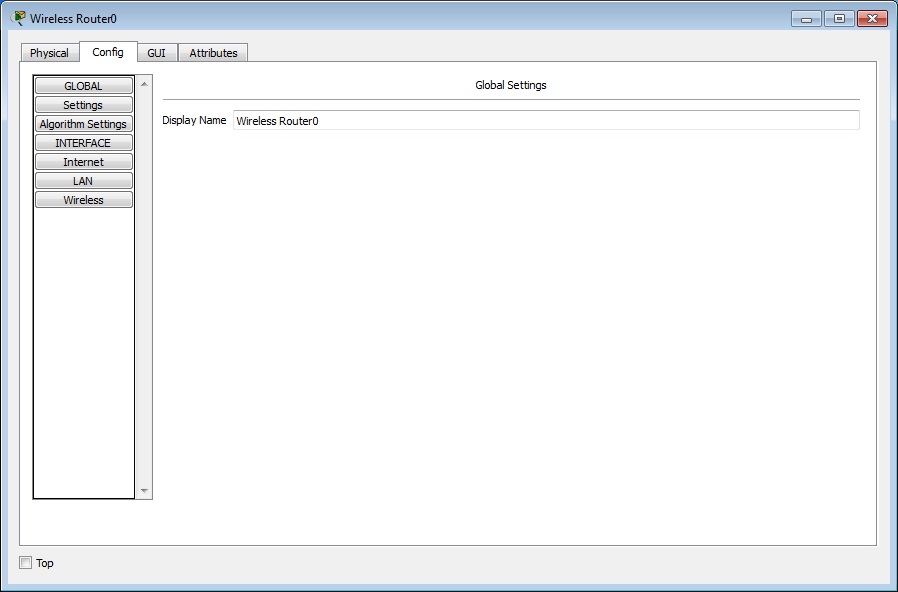 Wireless Router0
Physical Config GUI Attributes
GLOBAL
Settings
Algorithm Settings
INTERFACE
Internet
LAN
Wireless
Global Settings
Display Name Wireless Router0
Top